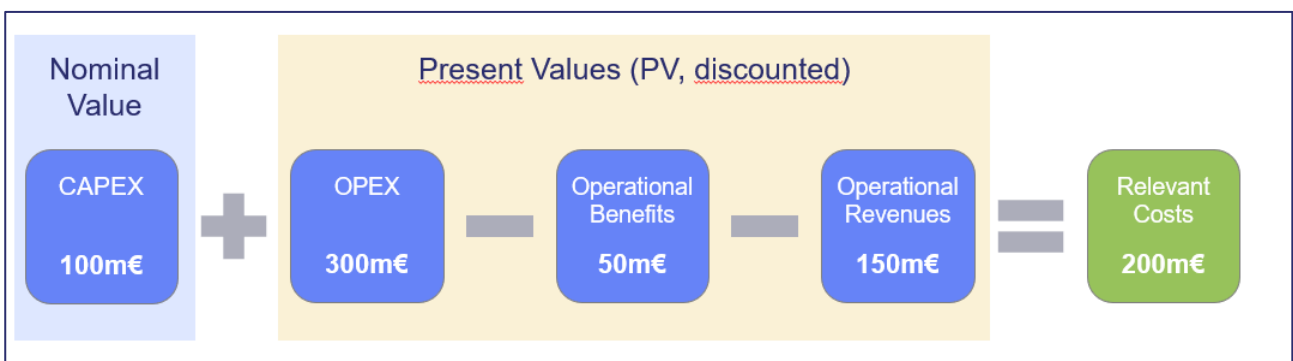 Nominal
Value
Present Values (PV, discounted)
CAPEX
100m€
OPEX
300m€
Operational
Benefits
50m€
Operational
Revenues
150m€
Relevant
Costs
200m€